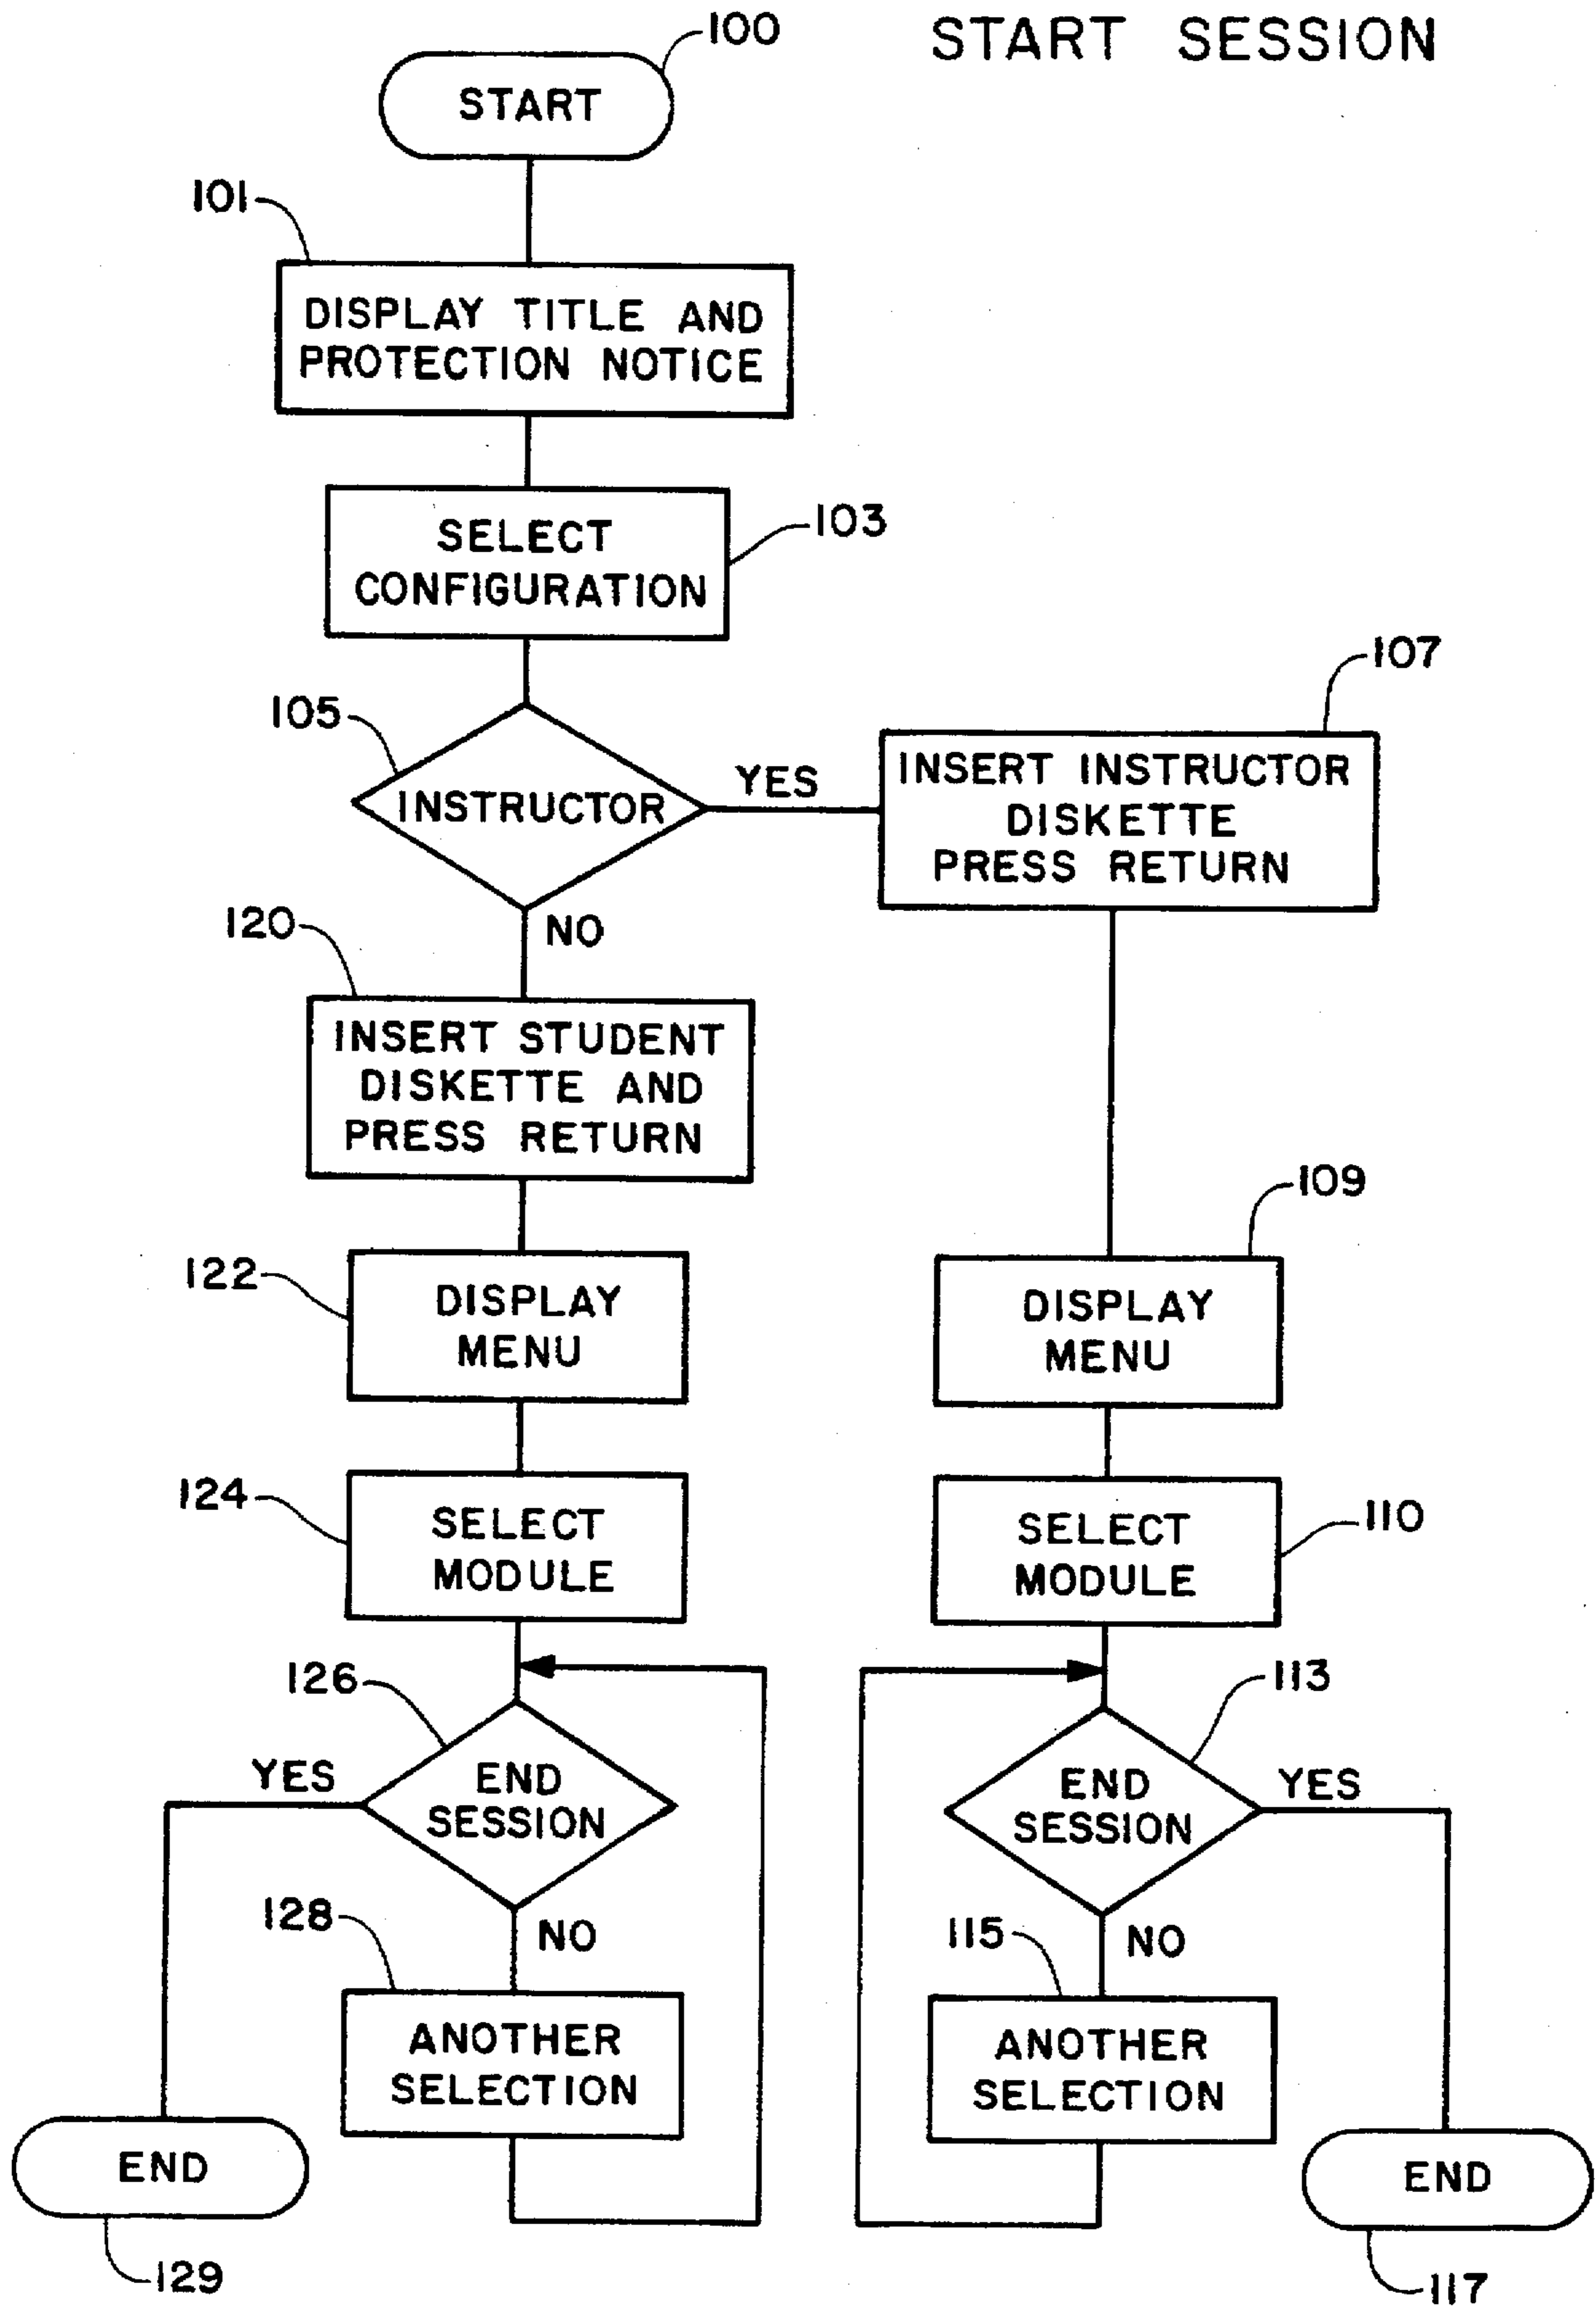 START SESSION
100
START
101
DISPLAY TITLE AND
PROTECTION NOTICE
SELECT
CONFIGURATION
103
105
INSTRUCTOR
YES
NO
107
INSERT INSTRUCTOR
DISKETTE
PRESS RETURN
120
INSERT STUDENT
DISKETTE AND
PRESS RETURN
122
DISPLAY
MENU
109
DISPLAY
MENU
124
SELECT
MODULE
110
SELECT
MODULE
126
END
SESSION
YES
NO
113
END
SESSION
YES
NO
128
ANOTHER
SELECTION
115
ANOTHER
SELECTION
END
129
END
117